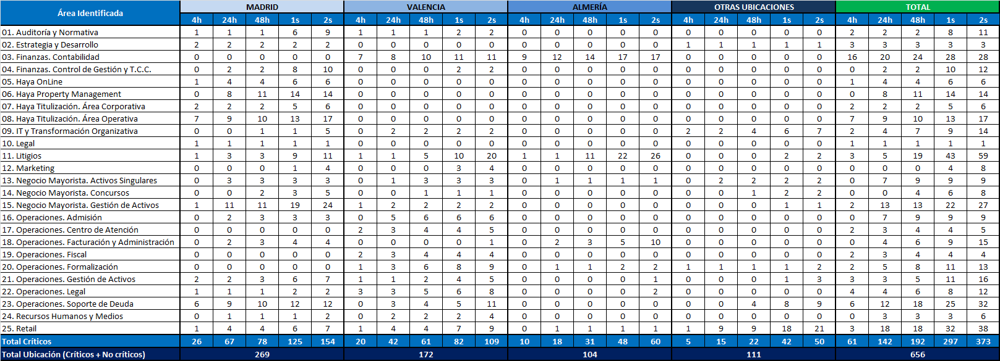 Área Identificada MADRID VALENCIA ALMERÍA OTRAS UBICACIONES TOTAL
4h 24h 48h 1s 2s 4h 24h 48h 1s 2s 4h 24h 48h 1s 2s 4h 24h 48h 1s 2s 4h 24h 48h 1s 2s
01. Auditoría y Normativa 1 1 1 6 9 1 1 1 2 2 0 0 0 0 0 0 0 0 0 0 2 2 2 8 11
02. Estrategia y Desarrollo 2 2 2 2 2 0 0 0 0 0 0 0 0 0 0 1 1 1 1 1 3 3 3 3 3
03. Finanzas. Contabilidad 0 0 0 0 0 7 8 10 11 11 9 12 14 17 17 0 0 0 0 0 16 20 24 28 28
04. Finanzas. Control de Gestión y T.C.C. 0 2 2 8 10 0 0 0 2 2 0 0 0 0 0 0 0 0 0 0 0 2 2 10 12
05. Haya OnLine 1 4 4 6 6 0 0 0 0 0 0 0 0 0 0 0 0 0 0 0 1 4 4 6 6
06. Haya Property Management 0 8 11 14 14 0 0 0 0 0 0 0 0 0 0 0 0 0 0 0 0 8 11 14 14
07. Haya Titulización. Área Corporativa 2 2 2 5 6 0 0 0 0 0 0 0 0 0 0 0 0 0 0 0 2 2 2 5 6
08. Haya Titulización. Área Operativa 7 9 10 13 17 0 0 0 0 0 0 0 0 0 0 0 0 0 0 0 7 9 10 13 17
09. IT y Transformación Organizativa 0 0 1 1 5 0 2 2 2 2 0 0 0 0 0 2 2 4 6 7 2 4 7 9 14
10. Legal 1 1 1 1 1 0 0 0 0 0 0 0 0 0 0 0 0 0 0 0 1 1 1 1 1
11. Litigios 1 3 3 9 11 1 1 5 10 20 1 1 11 22 26 0 0 0 2 2 3 5 19 43 59
12. Marketing 0 0 0 1 4 0 0 0 3 4 0 0 0 0 0 0 0 0 0 0 0 0 0 4 8
13. Negocio Mayorista. Activos Singulares 0 3 3 3 3 0 1 3 3 3 0 1 1 1 1 0 2 2 2 2 0 7 9 9 9
14. Negocio Mayorista. Concursos 0 0 2 3 5 0 0 1 1 1 0 0 0 0 0 0 0 1 2 2 0 0 4 6 8
15. Negocio Mayorista. Gestión de Activos 1 11 11 19 24 1 2 2 2 2 0 0 0 0 0 0 0 0 1 1 2 13 13 22 27
16. Operaciones. Admisión 0 2 3 3 3 0 5 6 6 6 0 0 0 0 0 0 0 0 0 0 0 7 9 9 9
17. Operaciones. Centro de Atención 0 0 0 0 0 2 3 4 4 5 0 0 0 0 0 0 0 0 0 0 2 3 4 4 5
18. Operaciones. Facturación y Administración 0 2 3 4 4 0 0 0 0 1 0 2 3 5 10 0 0 0 0 0 0 4 6 9 15
19. Operaciones. Fiscal 0 0 0 0 0 2 3 4 4 4 0 0 0 0 0 0 0 0 0 0 2 3 4 4 4
20. Operaciones. Formalización 0 0 0 0 0 1 3 6 8 9 0 1 1 2 2 1 1 1 1 2 2 5 8 11 13
21. Operaciones. Gestión de Activos 2 2 3 6 7 1 1 2 4 5 0 0 0 0 1 0 0 0 1 3 3 3 5 11 16
22. Operaciones. Legal 1 1 1 2 2 3 3 5 6 8 0 0 0 0 2 0 0 0 0 0 4 4 6 8 12
23. Operaciones. Soporte de Deuda 6 9 10 12 12 0 3 4 5 11 0 0 0 0 0 0 0 4 8 9 6 12 18 25 32
24. Recursos Humanos y Medios 0 1 1 1 2 0 2 2 2 4 0 0 0 0 0 0 0 0 0 0 0 3 3 3 6
25. Retail 1 4 4 6 7 1 4 4 7 9 0 1 1 1 1 1 9 9 18 21 3 18 18 32 38
Total Críticos 26 67 78 125 154 20 42 61 82 109 10 18 31 48 60 5 15 22 42 50 61 142 192 297 373
Total Ubicación (Críticos + No críticos) 269 172 104 111 656